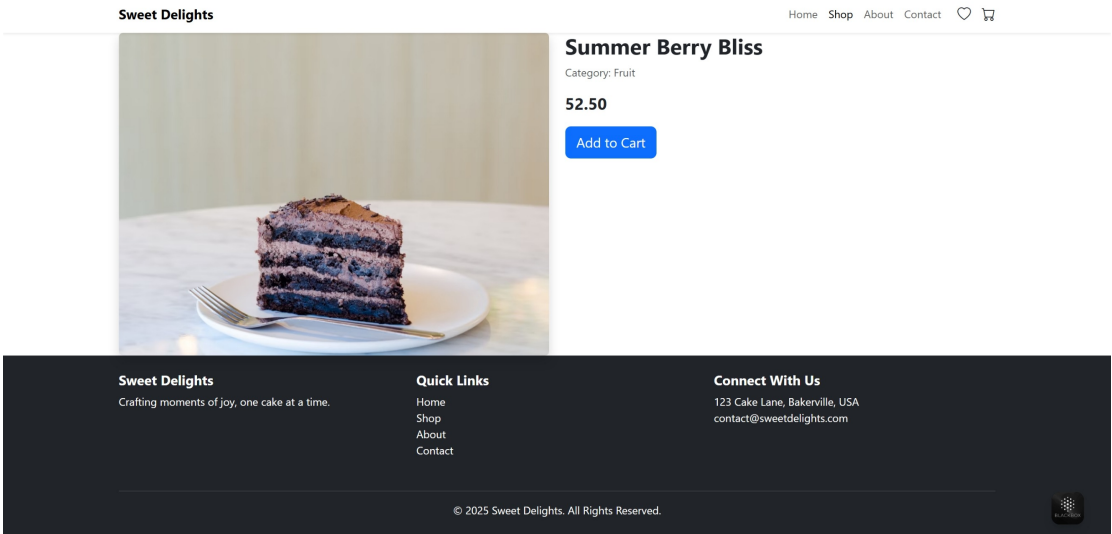 Sweet Delights
Home Shop About Contact
Summer Berry Bliss
Category: Fruit
52.50
Add to Cart
Sweet Delights
Crafting moments of joy, one cake at a time.
Quick Links
Home
Shop
About
Contact
Connect With Us
123 Cake Lane, Bakerville, USA
contact@sweetdelights.com
© 2025 Sweet Delights. All Rights Reserved.
BLACKBOX